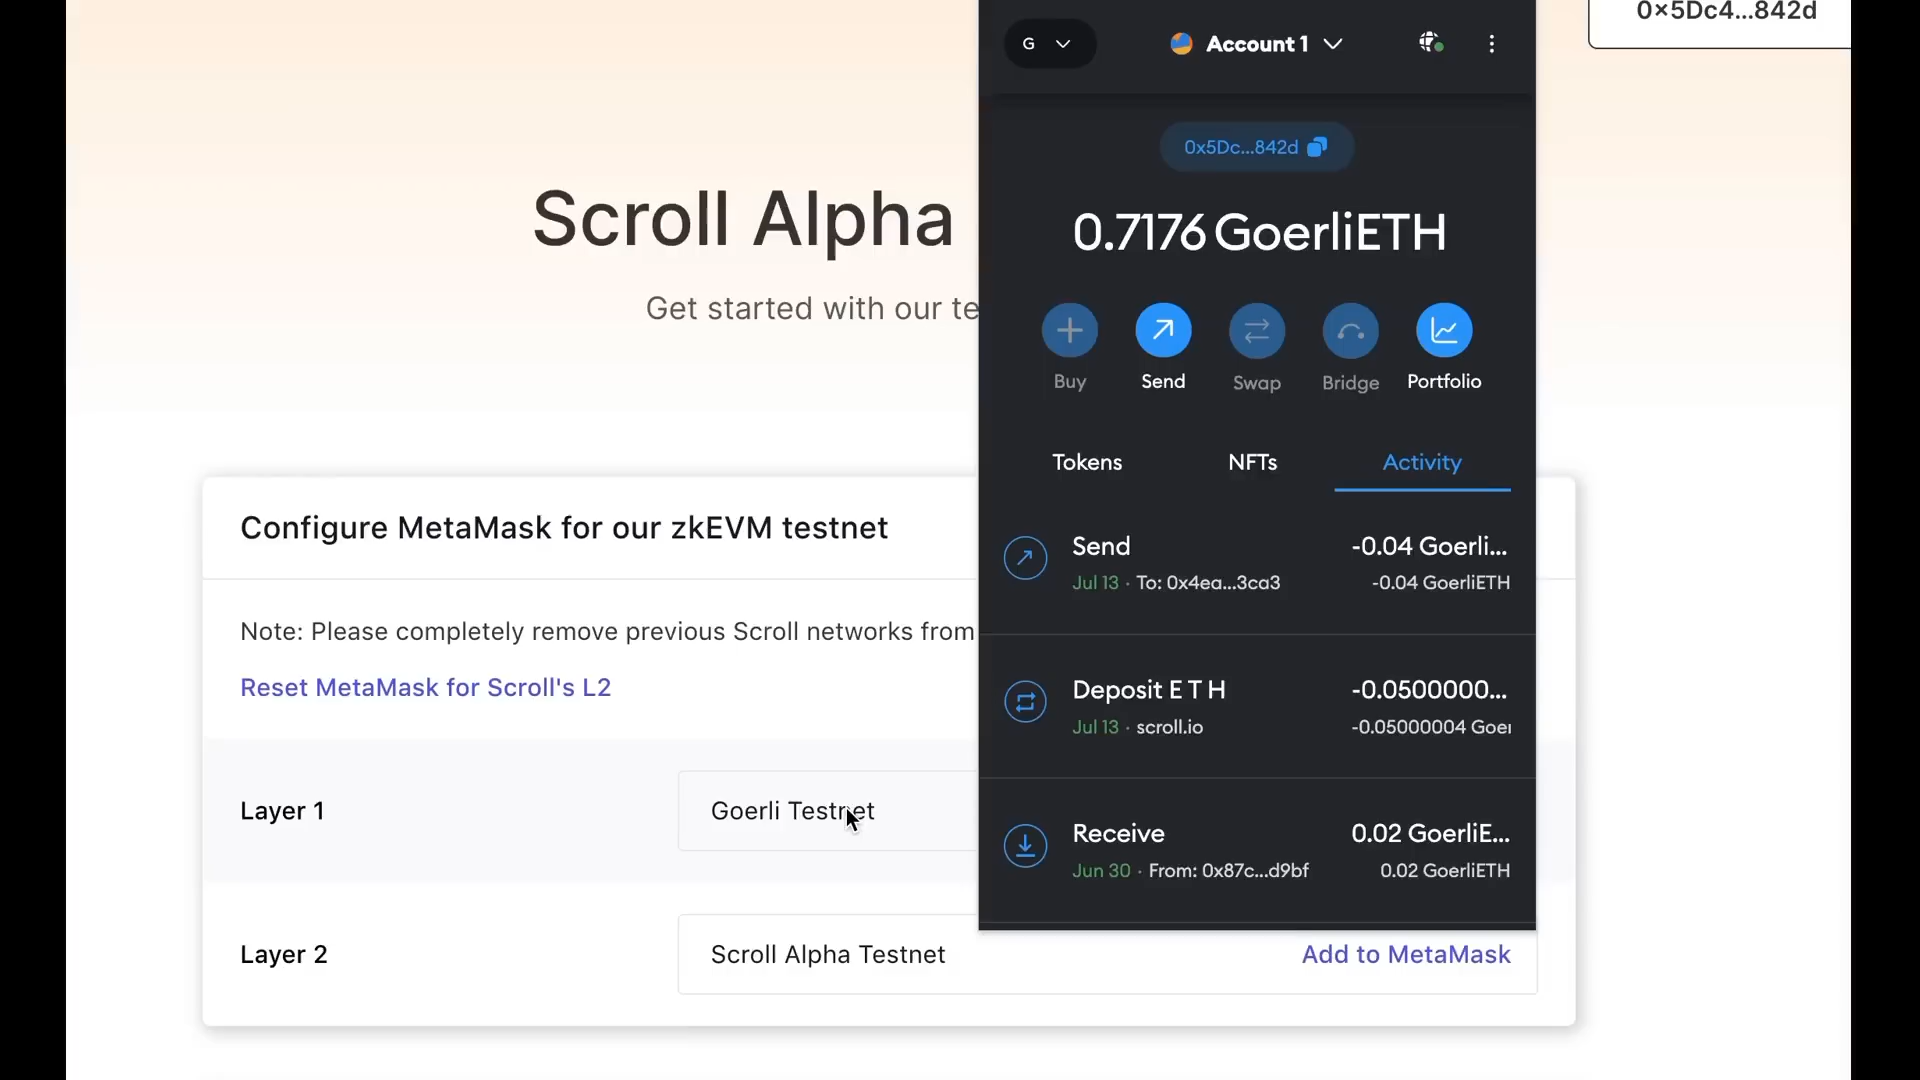 0x5Dc4...842d
G
Account 1
0x5Dc...842d
0.7176 GoerliETH
Buy
Send
Swap
Bridge
Portfolio
Tokens
NFTs
Activity
Send
-0.04 Goerli...
Jul 13 · To: 0x4ea...3ca3
-0.04 GoerliETH
Deposit E T H
-0.0500000...
Jul 13 · scroll.io
-0.05000004 Goer
Receive
0.02 GoerliE...
Jun 30 · From: 0x87c...d9bf
0.02 GoerliETH
Scroll Alpha
Get started with our te
Configure MetaMask for our zkEVM testnet
Note: Please completely remove previous Scroll networks from
Reset MetaMask for Scroll's L2
Layer 1
Goerli Testnet
Layer 2
Scroll Alpha Testnet
Add to MetaMask